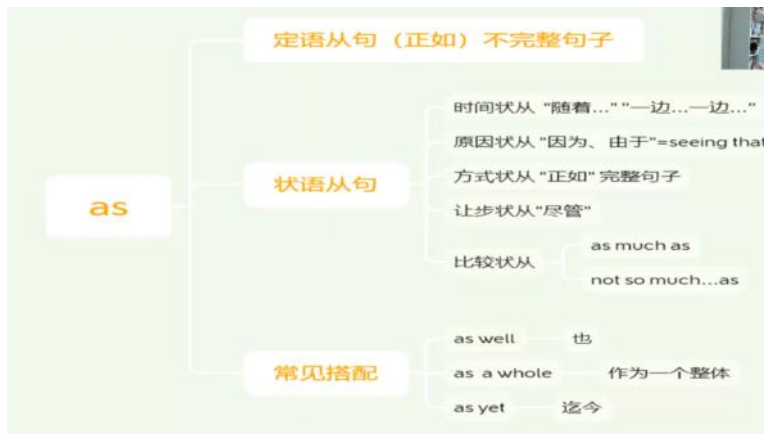 as
定语从句（正如）不完整句子
状语从句
时间状从 "随着…" "一边…一边…"
原因状从 "因为、由于"=seeing that
方式状从 "正如" 完整句子
让步状从"尽管"
比较状从
as much as
not so much…as
常见搭配
as well 也
as a whole 作为一个整体
as yet 迄今